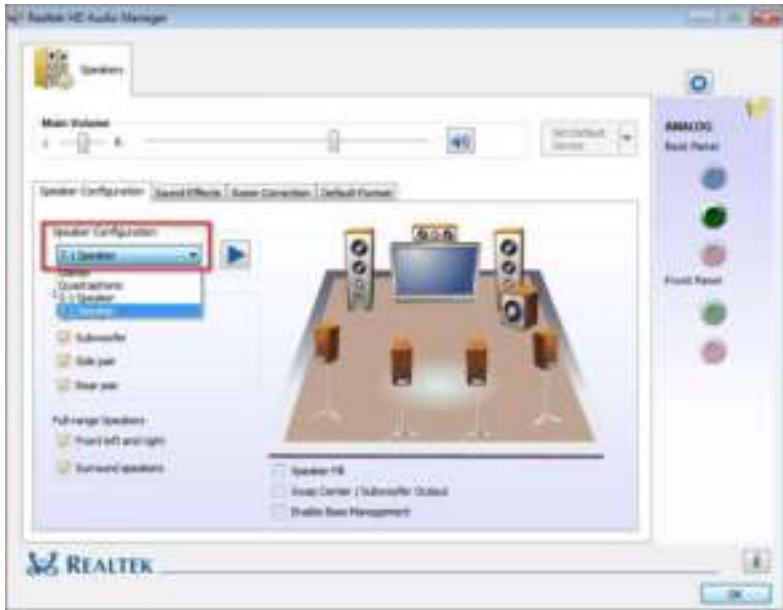 Realtek HD Audio Manager
Speakers
Main Volume
L R
Set Default
Device
ANALOG
Back Panel
Speaker Configuration Sound Effects Room Correction Default Format
Speaker Configuration
7.1 Speaker
Stereo
Quadraphonic
5.1 Speaker
7.1 Speaker
Subwoofer
Side pair
Rear pair
Front Panel
Full-range Speakers
Front left and right
Surround speakers
Speaker Fill
Swap Center / Subwoofer Output
Enable Bass Management
REALTEK
OK